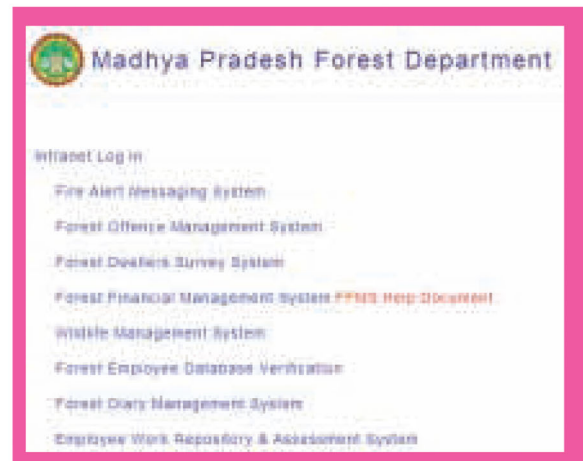 Madhya Pradesh Forest Department
Intranet Log in
Fire Alert Messaging System
Forest Offence Management System
Forest Dwellers Survey System
Forest Financial Management System FFMS Help Document
Wildlife Management System
Forest Employee Database Verification
Forest Diary Management System
Employee Work Repository & Assessment System